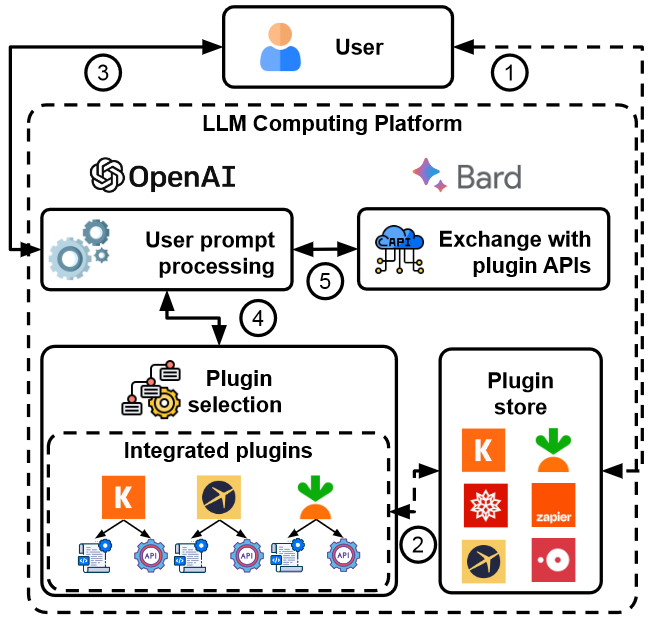 User
3
1
LLM Computing Platform
OpenAI
Bard
User prompt
processing
API
Exchange with
plugin APIs
5
4
Plugin
selection
Plugin
store
Integrated plugins
K
K
zapier
</>
API
</>
API
</>
API
2